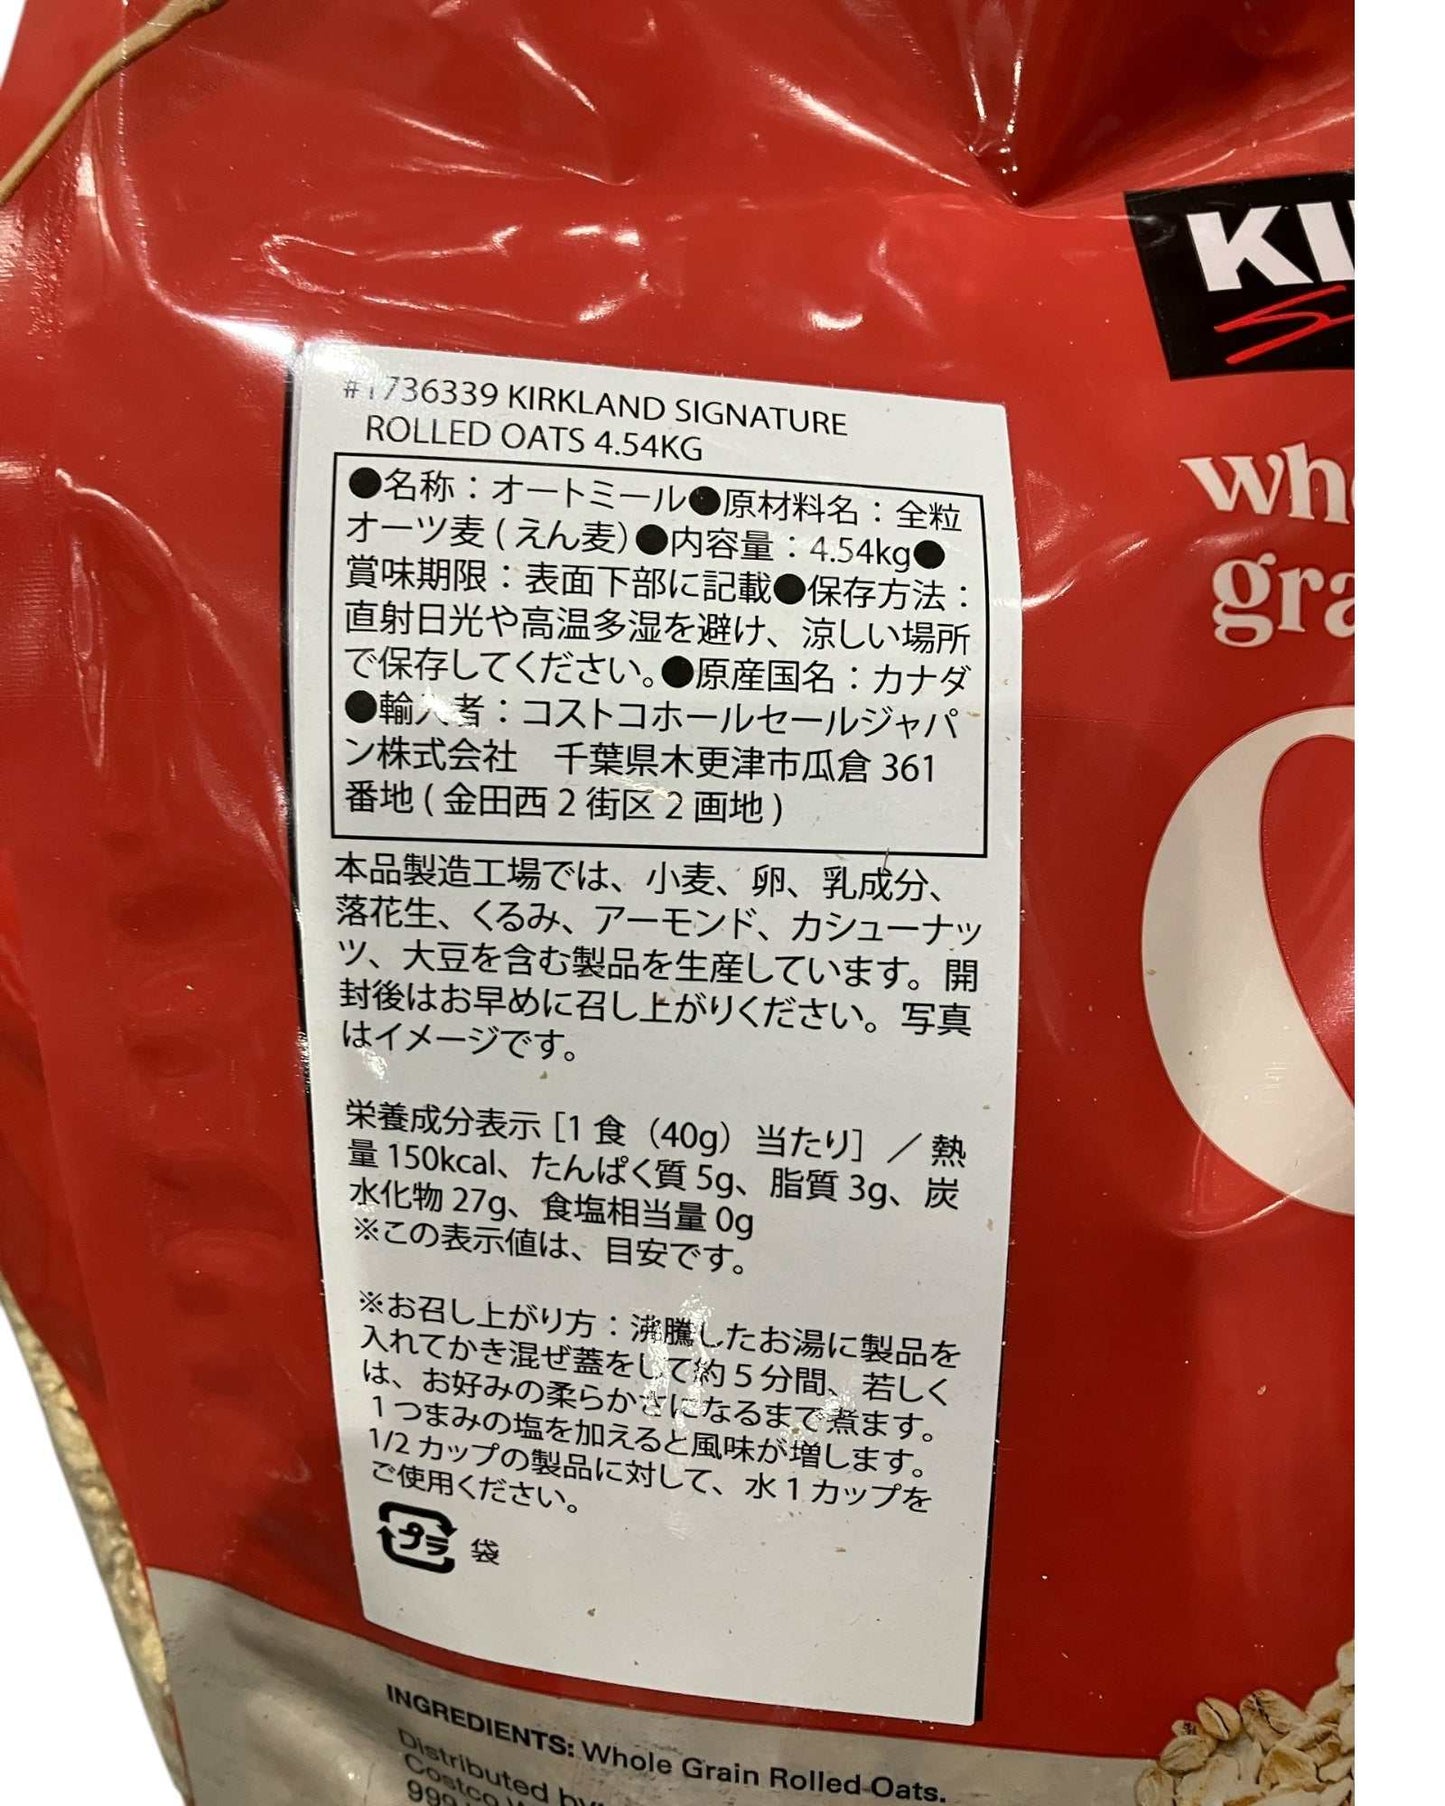 KI
wh
gra
#1736339 KIRKLAND SIGNATURE
ROLLED OATS 4.54KG
●名称：オートミール●原材料名：全粒
オーツ麦(えん麦)●内容量：4.54kg●
賞味期限：表面下部に記載●保存方法：
直射日光や高温多湿を避け、涼しい場所
で保存してください。●原産国名：カナダ
●輸入者：コストコホールセールジャパ
ン株式会社　千葉県木更津市瓜倉 361
番地(金田西 2 街区 2 画地)
本品製造工場では、小麦、卵、乳成分、
落花生、くるみ、アーモンド、カシューナッ
ツ、大豆を含む製品を生産しています。開
封後はお早めに召し上がりください。写真
はイメージです。
栄養成分表示［1 食（40g）当たり］／熱
量 150kcal、たんぱく質 5g、脂質 3g、炭
水化物 27g、食塩相当量 0g
※この表示値は、目安です。
※お召し上がり方：沸騰したお湯に製品を
入れてかき混ぜ蓋をして約 5 分間、若しく
は、お好みの柔らかさになるまで煮ます。
1 つまみの塩を加えると風味が増します。
1/2 カップの製品に対して、水 1 カップを
ご使用ください。
プラ 袋
INGREDIENTS: Whole Grain Rolled Oats.
Distributed by:
Costco
999